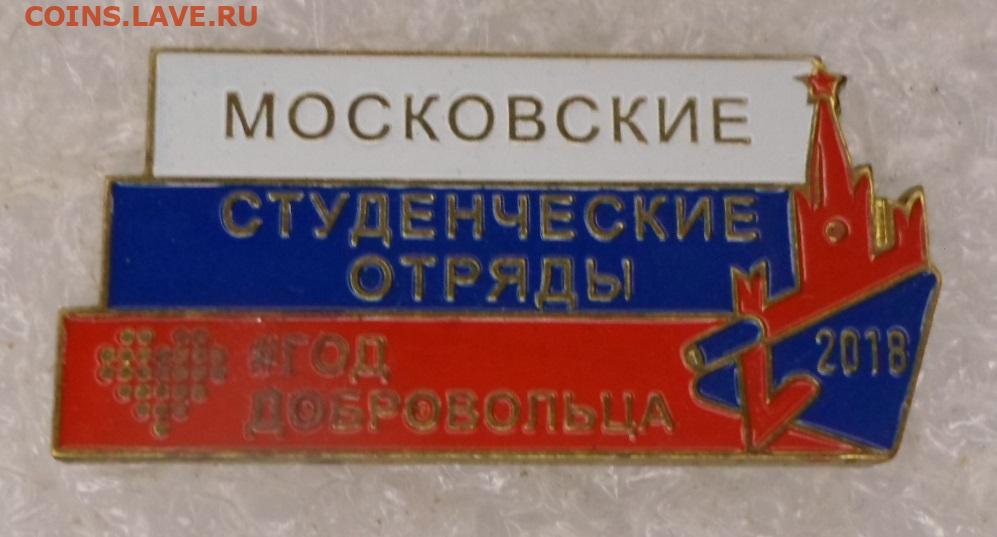 COINS.LAVE.RU
МОСКОВСКИЕ
СТУДЕНЧЕСКИЕ
ОТРЯДЫ
#ГОД
ДОБРОВОЛЬЦА
2018